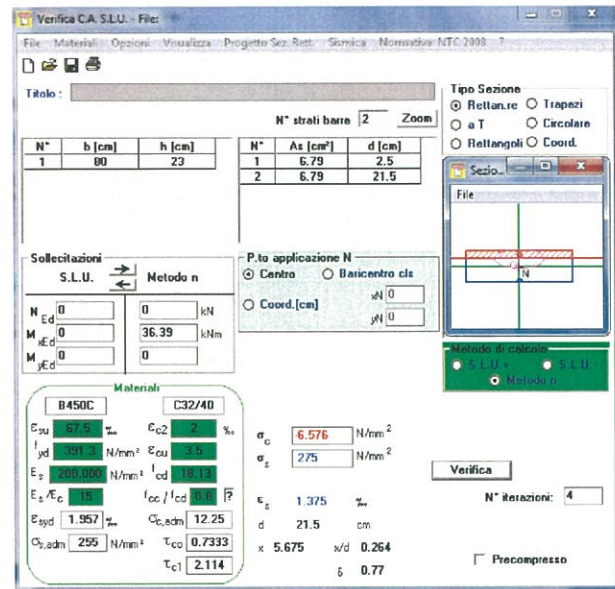 Verifica C.A. S.L.U. - File:
File Materiali Opzioni Visualizza Progetto Sez. Rett. Sismica Normativa: NTC 2008 ?
Titolo :
N° strati barre 2 Zoom
N° b [cm] h [cm]
1 80 23
N° As [cm²] d [cm]
1 6.79 2.5
2 6.79 21.5
Tipo Sezione
Rettan.re Trapezi
a T Circolare
Rettangoli Coord.
Sezio...
File
N
Sollecitazioni
S.L.U. Metodo n
N Ed 0 0 kN
M xEd 0 36.39 kNm
M yEd 0 0
P.to applicazione N
Centro Baricentro cls
Coord.[cm] xN 0
yN 0
Metodo di calcolo
S.L.U.+ S.L.U.-
Metodo n
Materiali
B450C C32/40
εsu 67.5 ‰ εc2 2 ‰
fyd 391.3 N/mm² εcu 3.5
Es 200.000 N/mm² fcd 18.13
Es/Ec 15 fcc / fcd 0.8 ?
εsyd 1.957 ‰ σc,adm 12.25
σs,adm 255 N/mm² τco 0.7333
τc1 2.114
σc -6.576 N/mm²
σs 275 N/mm²
εs 1.375 ‰
d 21.5 cm
x 5.675 x/d 0.264
δ 0.77
Verifica
N° iterazioni: 4
Precompresso